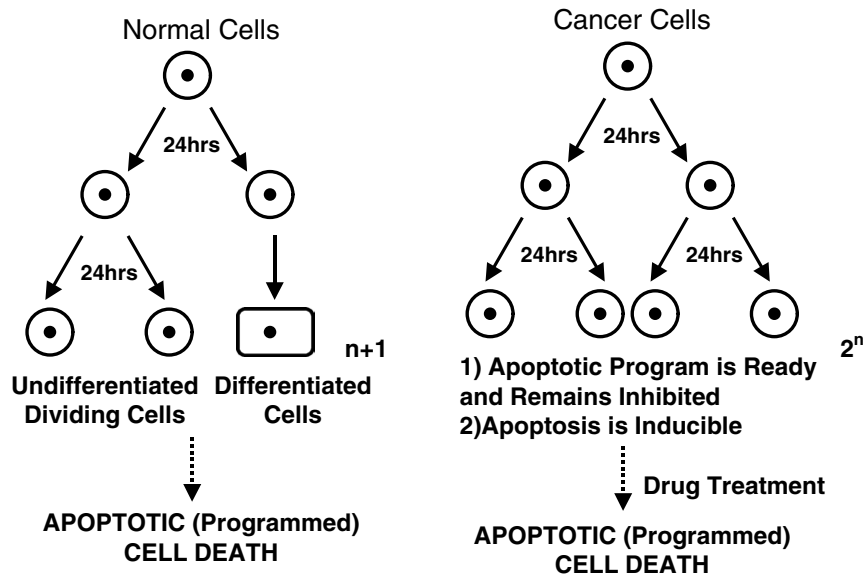 Normal Cells
24hrs
24hrs
n+1
Undifferentiated Differentiated
Dividing Cells Cells
APOPTOTIC (Programmed)
CELL DEATH
Cancer Cells
24hrs
24hrs 24hrs
2ⁿ
1) Apoptotic Program is Ready
and Remains Inhibited
2)Apoptosis is Inducible
Drug Treatment
APOPTOTIC (Programmed)
CELL DEATH